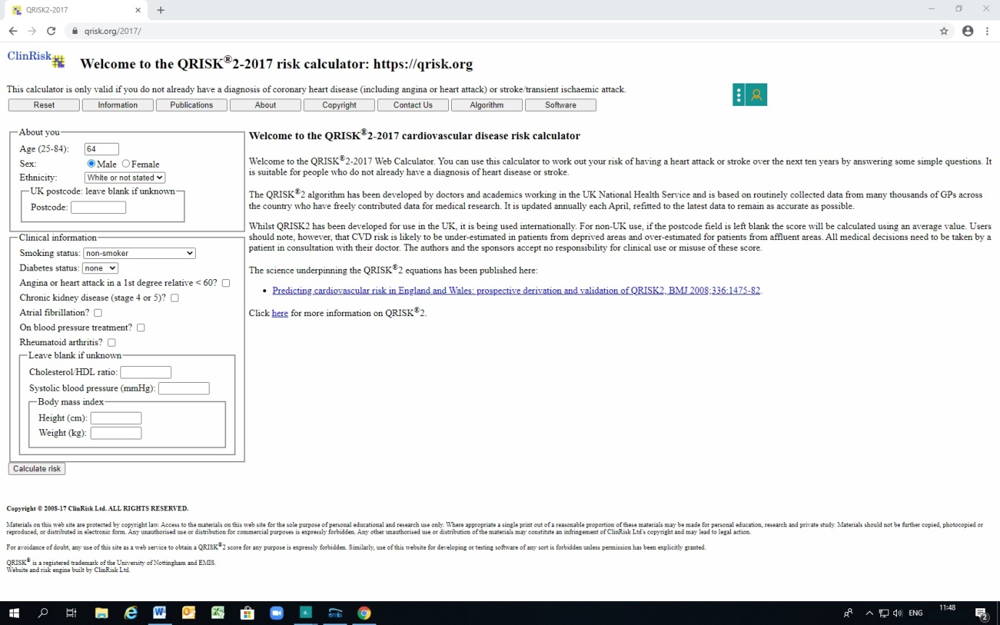 QRISK2-2017
qrisk.org/2017/
ClinRisk
Welcome to the QRISK®2-2017 risk calculator: https://qrisk.org
This calculator is only valid if you do not already have a diagnosis of coronary heart disease (including angina or heart attack) or stroke/transient ischaemic attack.
Reset Information Publications About Copyright Contact Us Algorithm Software
About you
Age (25-84): 64
Sex: Male Female
Ethnicity: White or not stated
UK postcode: leave blank if unknown
Postcode:
Clinical information
Smoking status: non-smoker
Diabetes status: none
Angina or heart attack in a 1st degree relative < 60?
Chronic kidney disease (stage 4 or 5)?
Atrial fibrillation?
On blood pressure treatment?
Rheumatoid arthritis?
Leave blank if unknown
Cholesterol/HDL ratio:
Systolic blood pressure (mmHg):
Body mass index
Height (cm):
Weight (kg):
Calculate risk
Welcome to the QRISK®2-2017 cardiovascular disease risk calculator
Welcome to the QRISK®2-2017 Web Calculator. You can use this calculator to work out your risk of having a heart attack or stroke over the next ten years by answering some simple questions. It
is suitable for people who do not already have a diagnosis of heart disease or stroke.
The QRISK®2 algorithm has been developed by doctors and academics working in the UK National Health Service and is based on routinely collected data from many thousands of GPs across
the country who have freely contributed data for medical research. It is updated annually each April, refitted to the latest data to remain as accurate as possible.
Whilst QRISK2 has been developed for use in the UK, it is being used internationally. For non-UK use, if the postcode field is left blank the score will be calculated using an average value. Users
should note, however, that CVD risk is likely to be under-estimated in patients from deprived areas and over-estimated for patients from affluent areas. All medical decisions need to be taken by a
patient in consultation with their doctor. The authors and the sponsors accept no responsibility for clinical use or misuse of these score.
The science underpinning the QRISK®2 equations has been published here:
• Predicting cardiovascular risk in England and Wales: prospective derivation and validation of QRISK2, BMJ 2008;336:1475-82.
Click here for more information on QRISK®2.
Copyright © 2008-17 ClinRisk Ltd. ALL RIGHTS RESERVED.
Materials on this web site are protected by copyright law. Access to the materials on this web site for the sole purpose of personal educational and research use only. Where appropriate a single print out of a reasonable proportion of these materials may be made for personal education, research and private study. Materials should not be further copied, photocopied or
reproduced, or distributed in electronic form. Any unauthorised use or distribution for commercial purposes is expressly forbidden. Any other unauthorised use or distribution of the materials may constitute an infringement of ClinRisk Ltd's copyright and may lead to legal action.
For avoidance of doubt, any use of this site as a web service to obtain a QRISK®2 score for any purpose is expressly forbidden. Similarly, use of this website for developing or testing software of any sort is forbidden unless permission has been explicitly granted.
QRISK® is a registered trademark of the University of Nottingham and EMIS.
Website and risk engine built by ClinRisk Ltd.
a. emis ENG 11:48 2